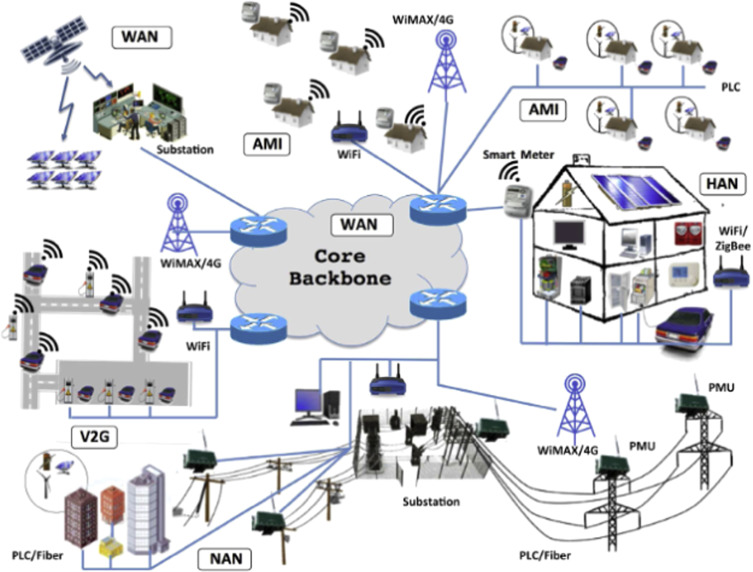 WAN
WiMAX/4G
PLC
AMI
Substation
AMI
WiFi
Smart Meter
HAN
WAN
WiMAX/4G
Core
Backbone
WiFi/
ZigBee
WiFi
V2G
WiMAX/4G
PMU
PMU
Substation
PLC/Fiber
NAN
PLC/Fiber